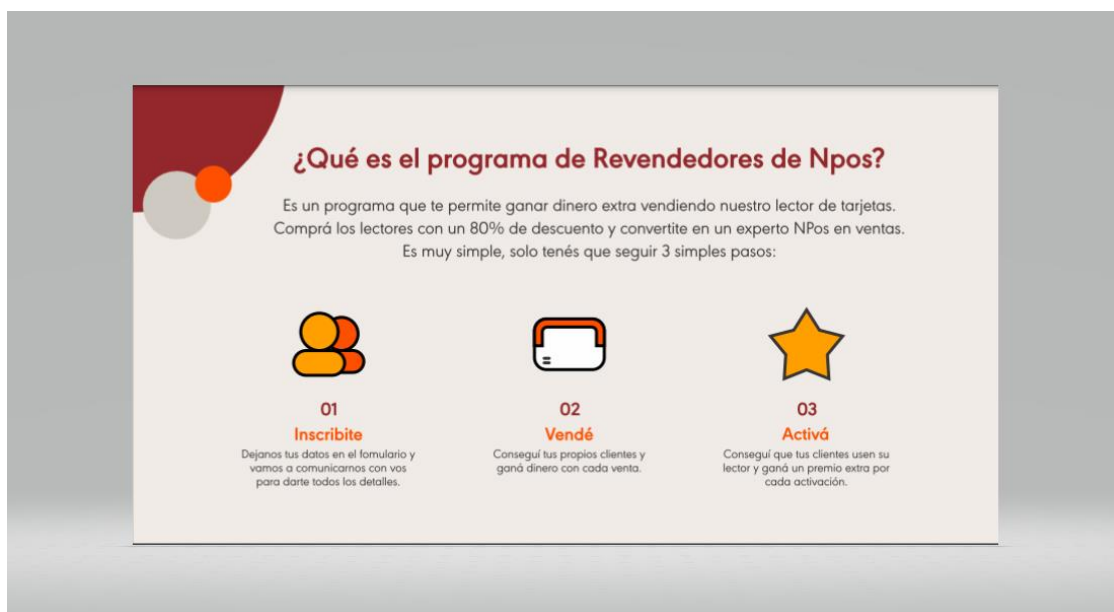 ¿Qué es el programa de Revendedores de Npos?
Es un programa que te permite ganar dinero extra vendiendo nuestro lector de tarjetas.
Comprá los lectores con un 80% de descuento y convertite en un experto NPos en ventas.
Es muy simple, solo tenés que seguir 3 simples pasos:
01
Inscribite
Dejanos tus datos en el fomulario y
vamos a comunicarnos con vos
para darte todos los detalles.
02
Vendé
Conseguí tus propios clientes y
ganá dinero con cada venta.
03
Activá
Conseguí que tus clientes usen su
lector y ganá un premio extra por
cada activación.